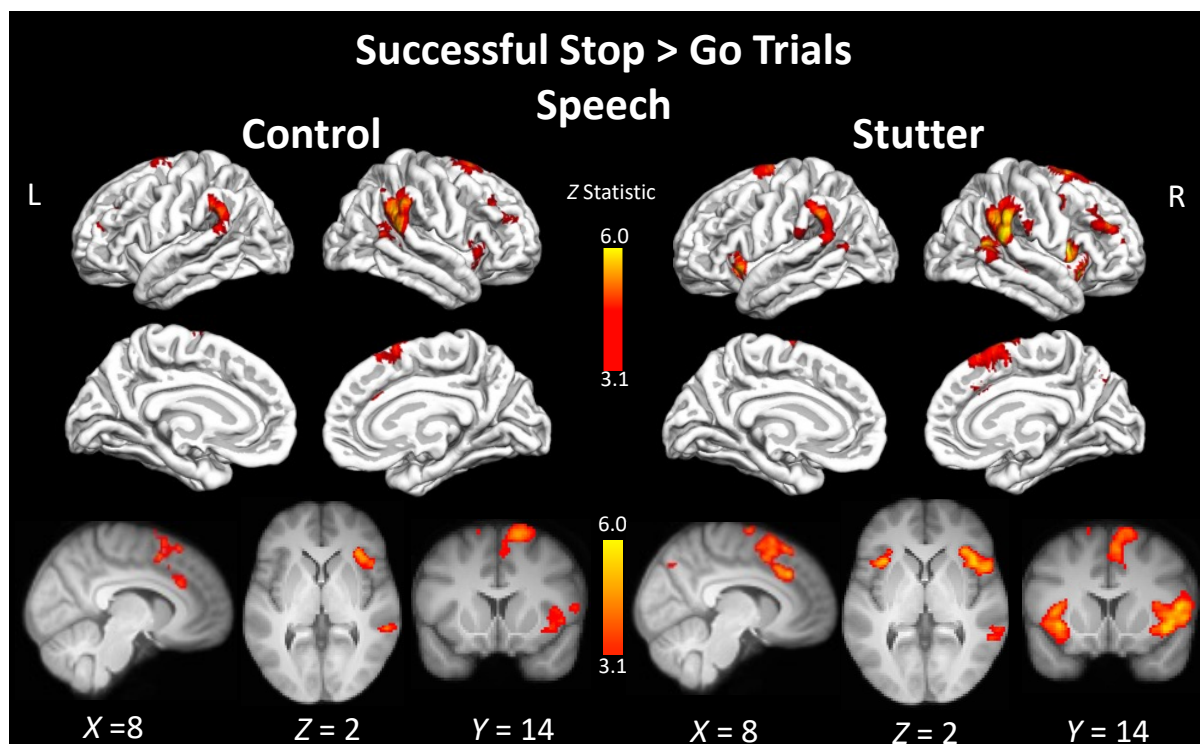 Successful Stop > Go Trials
Speech
Control
Stutter
L
Z Statistic
R
6.0
3.1
6.0
3.1
X =8
Z = 2
Y = 14
X = 8
Z = 2
Y = 14